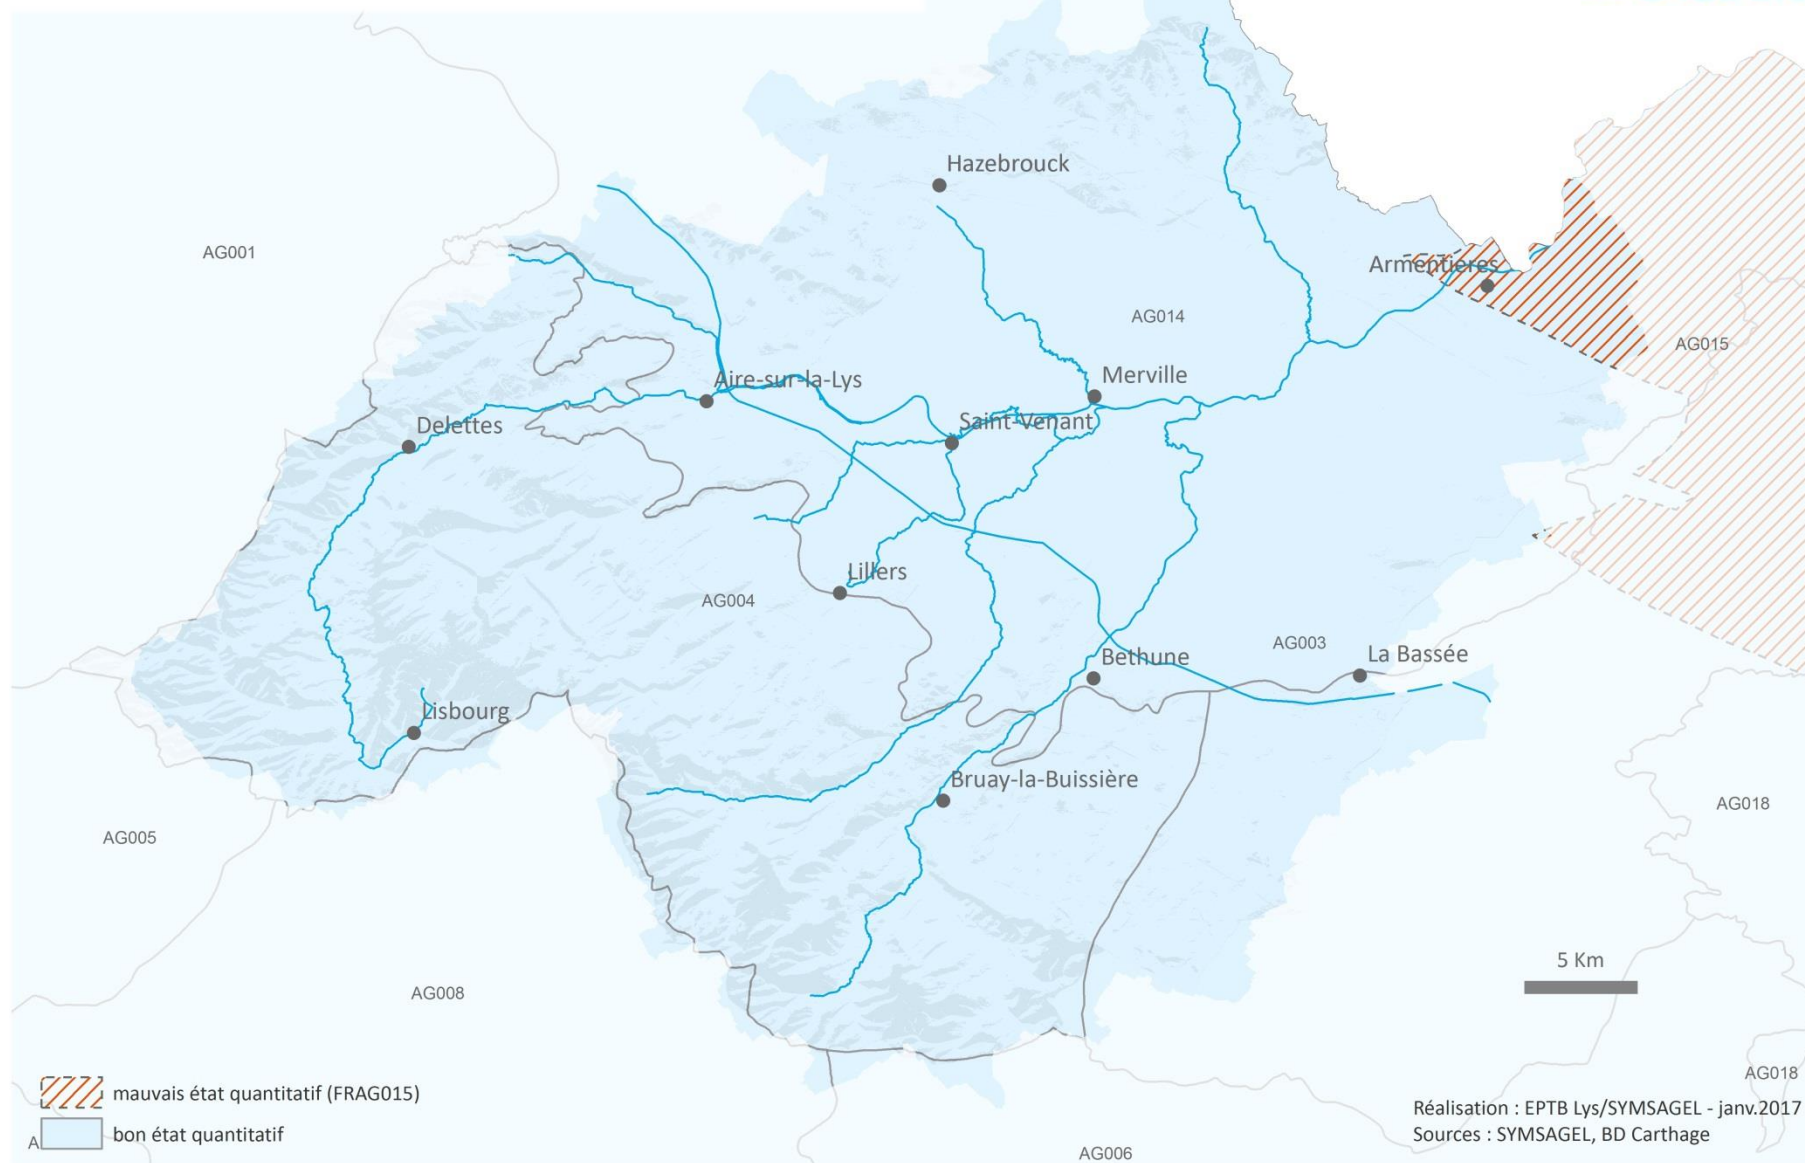 Hazebrouck
AG001
Armentieres
AG014
AG015
Aire-sur-la-Lys
Merville
Delettes
Saint-Venant
Lillers
AG004
AG003
La Bassée
Bethune
Lisbourg
Bruay-la-Buissière
AG018
AG005
5 Km
AG008
AG018
mauvais état quantitatif (FRAG015)
bon état quantitatif
A
Réalisation : EPTB Lys/SYMSAGEL - janv.2017
Sources : SYMSAGEL, BD Carthage
AG006